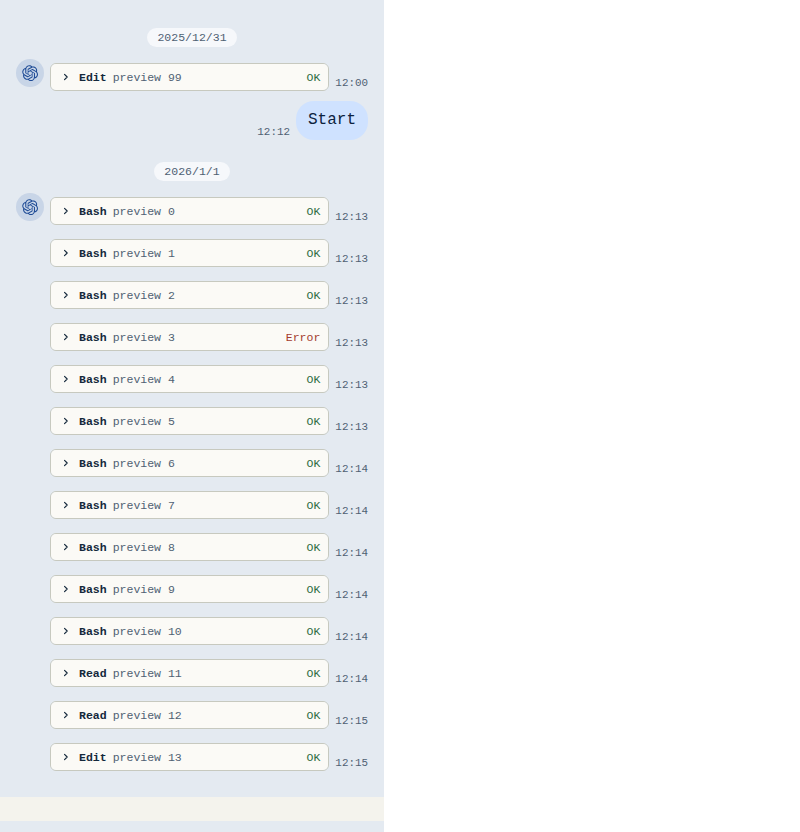 2025/12/31
Edit preview 99 OK 12:00
12:12 Start
2026/1/1
Bash preview 0 OK 12:13
Bash preview 1 OK 12:13
Bash preview 2 OK 12:13
Bash preview 3 Error 12:13
Bash preview 4 OK 12:13
Bash preview 5 OK 12:13
Bash preview 6 OK 12:14
Bash preview 7 OK 12:14
Bash preview 8 OK 12:14
Bash preview 9 OK 12:14
Bash preview 10 OK 12:14
Read preview 11 OK 12:14
Read preview 12 OK 12:15
Edit preview 13 OK 12:15